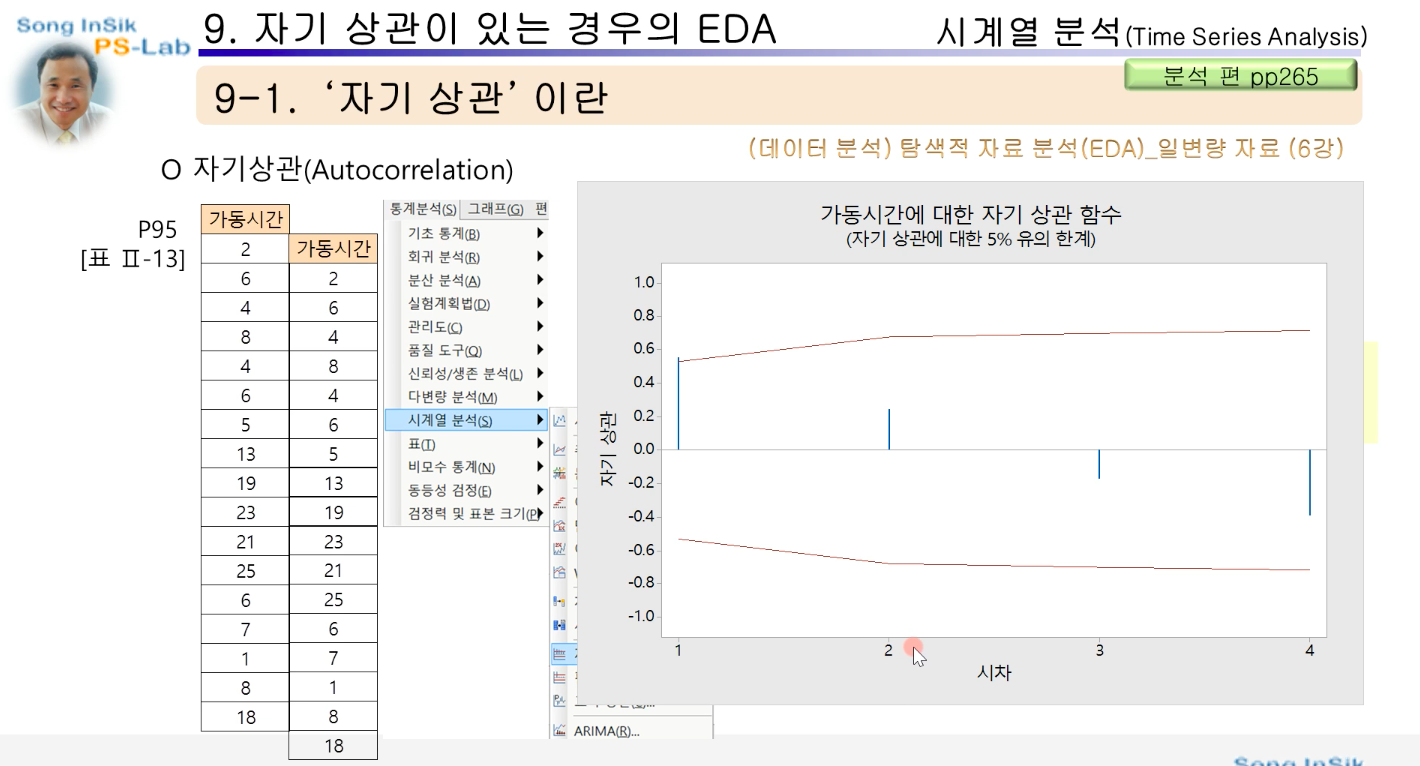 Song InSik
PS-Lab
9. 자기 상관이 있는 경우의 EDA
시계열 분석(Time Series Analysis)
분석 편 pp265
9-1. ‘자기 상관’ 이란
(데이터 분석) 탐색적 자료 분석(EDA)_일변량 자료 (6강)
O 자기상관(Autocorrelation)
P95
[표 Ⅱ-13]
가동시간
2
6
4
8
4
6
5
13
19
23
21
25
6
7
1
8
18
가동시간
2
6
4
8
4
6
5
13
19
23
21
25
6
7
1
8
18
통계분석(S) 그래프(G) 편
기초 통계(B)
회귀 분석(R)
분산 분석(A)
실험계획법(D)
관리도(C)
품질 도구(Q)
신뢰성/생존 분석(L)
다변량 분석(M)
시계열 분석(S)
표(T)
비모수 통계(N)
동등성 검정(E)
검정력 및 표본 크기(P)
ARIMA(R)...
가동시간에 대한 자기 상관 함수
(자기 상관에 대한 5% 유의 한계)
자기 상관
1.0
0.8
0.6
0.4
0.2
0.0
-0.2
-0.4
-0.6
-0.8
-1.0
1 2 3 4
시차
Song InSik